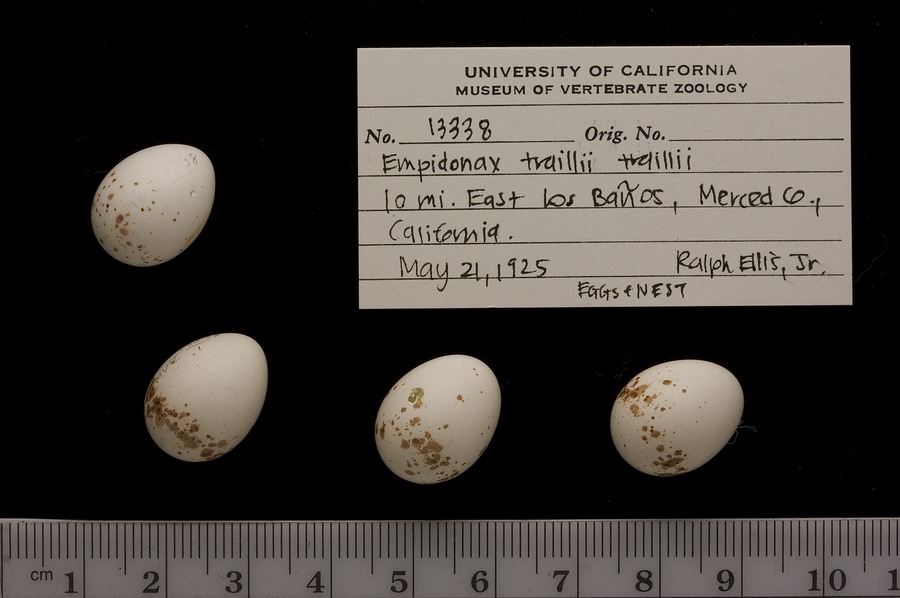 UNIVERSITY OF CALIFORNIA
MUSEUM OF VERTEBRATE ZOOLOGY
No. 13338 Orig. No.
Empidonax traillii traillii
10 mi. East Los Baños, Merced Co.,
California.
May 21, 1925 Ralph Ellis, Jr.
EGGS & NEST
cm 1 2 3 4 5 6 7 8 9 10 1